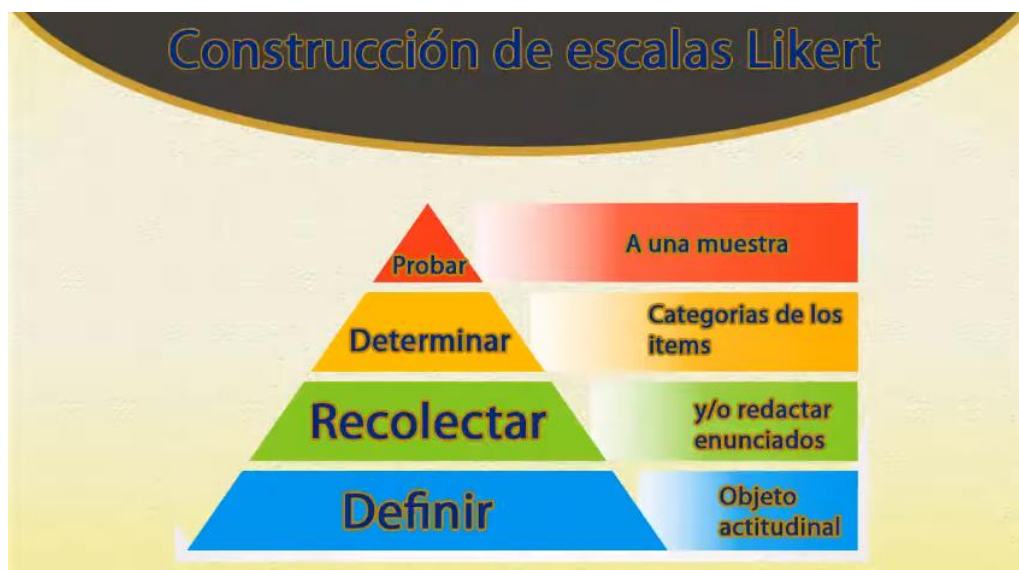 Construcción de escalas Likert
Probar
A una muestra
Determinar
Categorias de los
items
Recolectar
y/o redactar
enunciados
Definir
Objeto
actitudinal